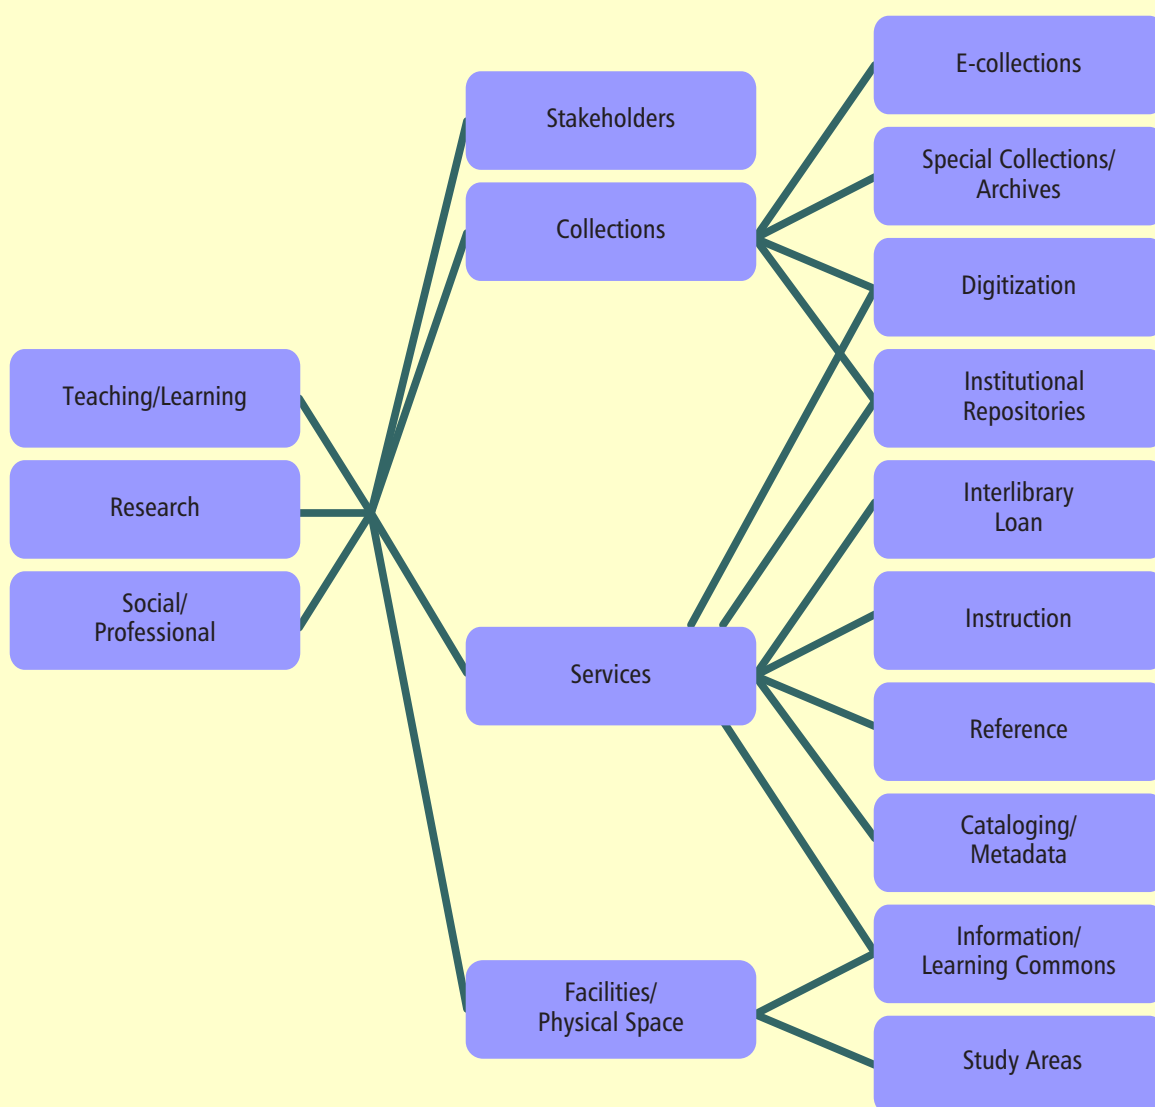 Teaching/Learning
Research
Social/
Professional
Stakeholders
Collections
Services
Facilities/
Physical Space
E-collections
Special Collections/
Archives
Digitization
Institutional
Repositories
Interlibrary
Loan
Instruction
Reference
Cataloging/
Metadata
Information/
Learning Commons
Study Areas